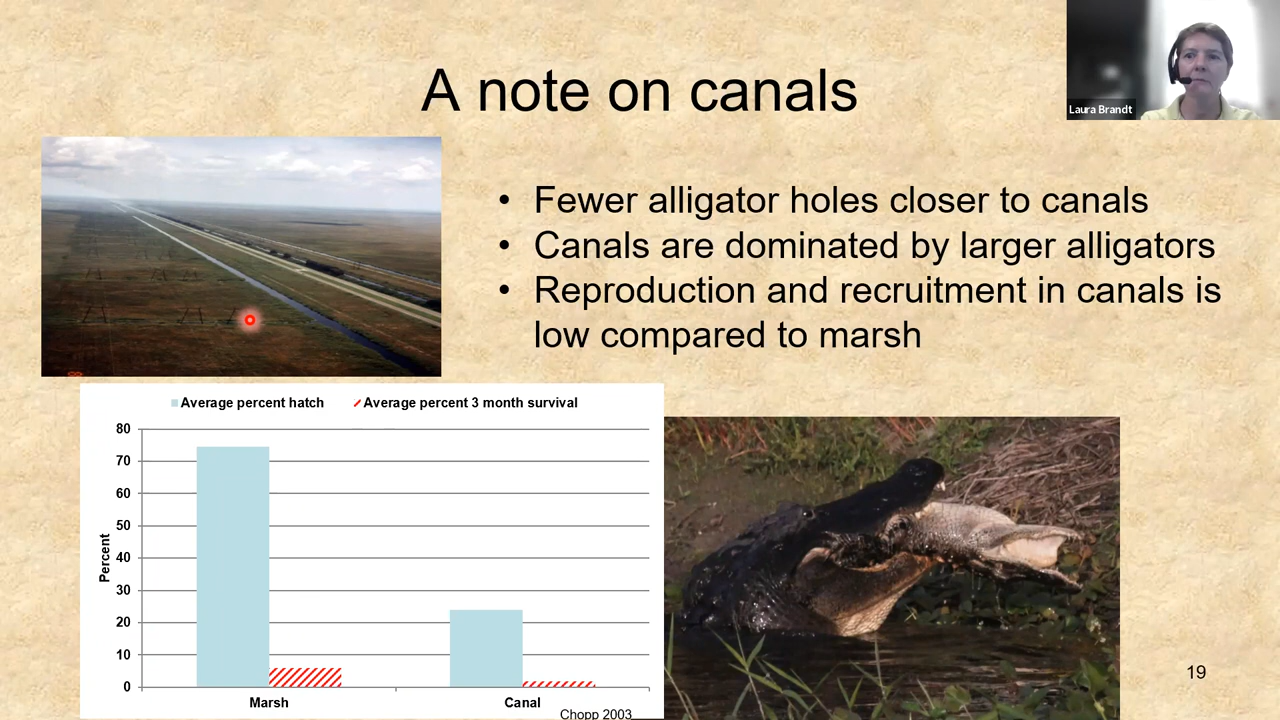 A note on canals
Laura Brandt
• Fewer alligator holes closer to canals
• Canals are dominated by larger alligators
• Reproduction and recruitment in canals is
low compared to marsh
Average percent hatch
Average percent 3 month survival
80
70
60
50
40
30
20
10
0
Percent
Marsh
Canal
Chopp 2003
19